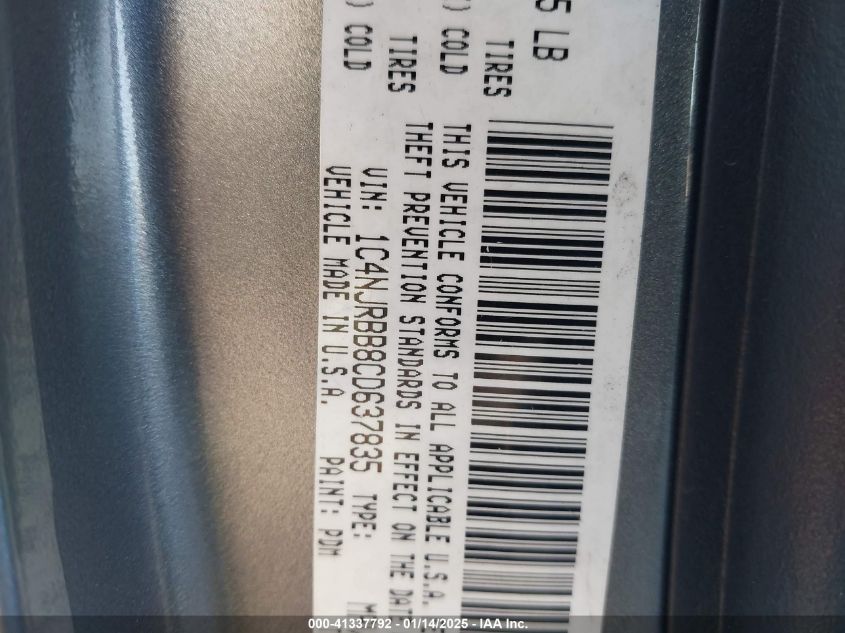 5 LB
) COLD TIRES
) COLD TIRES
THIS VEHICLE CONFORMS TO ALL APPLICABLE U.S.A.
THEFT PREVENTION STANDARDS IN EFFECT ON THE
VIN: 1C4NJRBB8CD637835 TYPE:
VEHICLE MADE IN U.S.A. PAINT: PDM
000-41337792 - 01/14/2025 - IAA Inc.